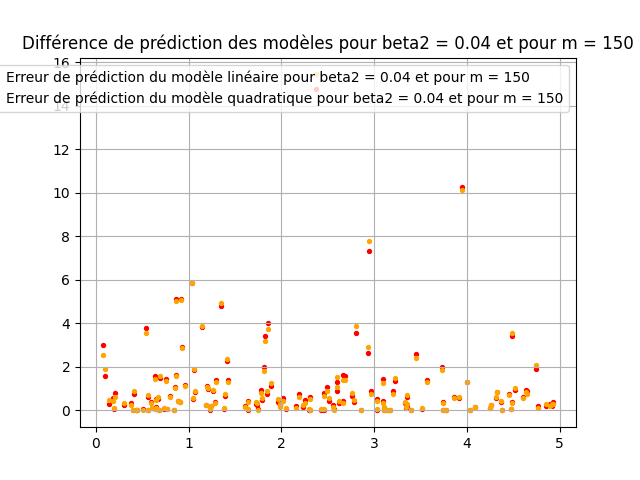 Différence de prédiction des modèles pour beta2 = 0.04 et pour m = 150
16
Erreur de prédiction du modèle linéaire pour beta2 = 0.04 et pour m = 150
Erreur de prédiction du modèle quadratique pour beta2 = 0.04 et pour m = 150
14
12
10
8
6
4
2
0
0 1 2 3 4 5